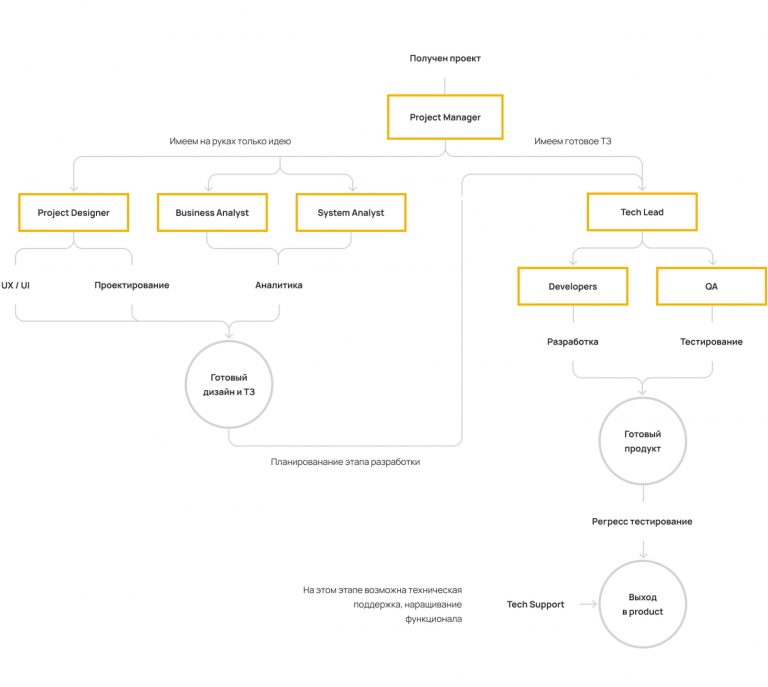 Получен проект
Project Manager
Имеем на руках только идею
Имеем готовое ТЗ
Project Designer
Business Analyst
System Analyst
Tech Lead
UX / UI
Проектирование
Аналитика
Developers
QA
Разработка
Тестирование
Готовый
дизайн и ТЗ
Готовый
продукт
Планированание этапа разработки
Регресс тестирование
На этом этапе возможна техническая
поддержка, наращивание
функционала
Tech Support
Выход
в product